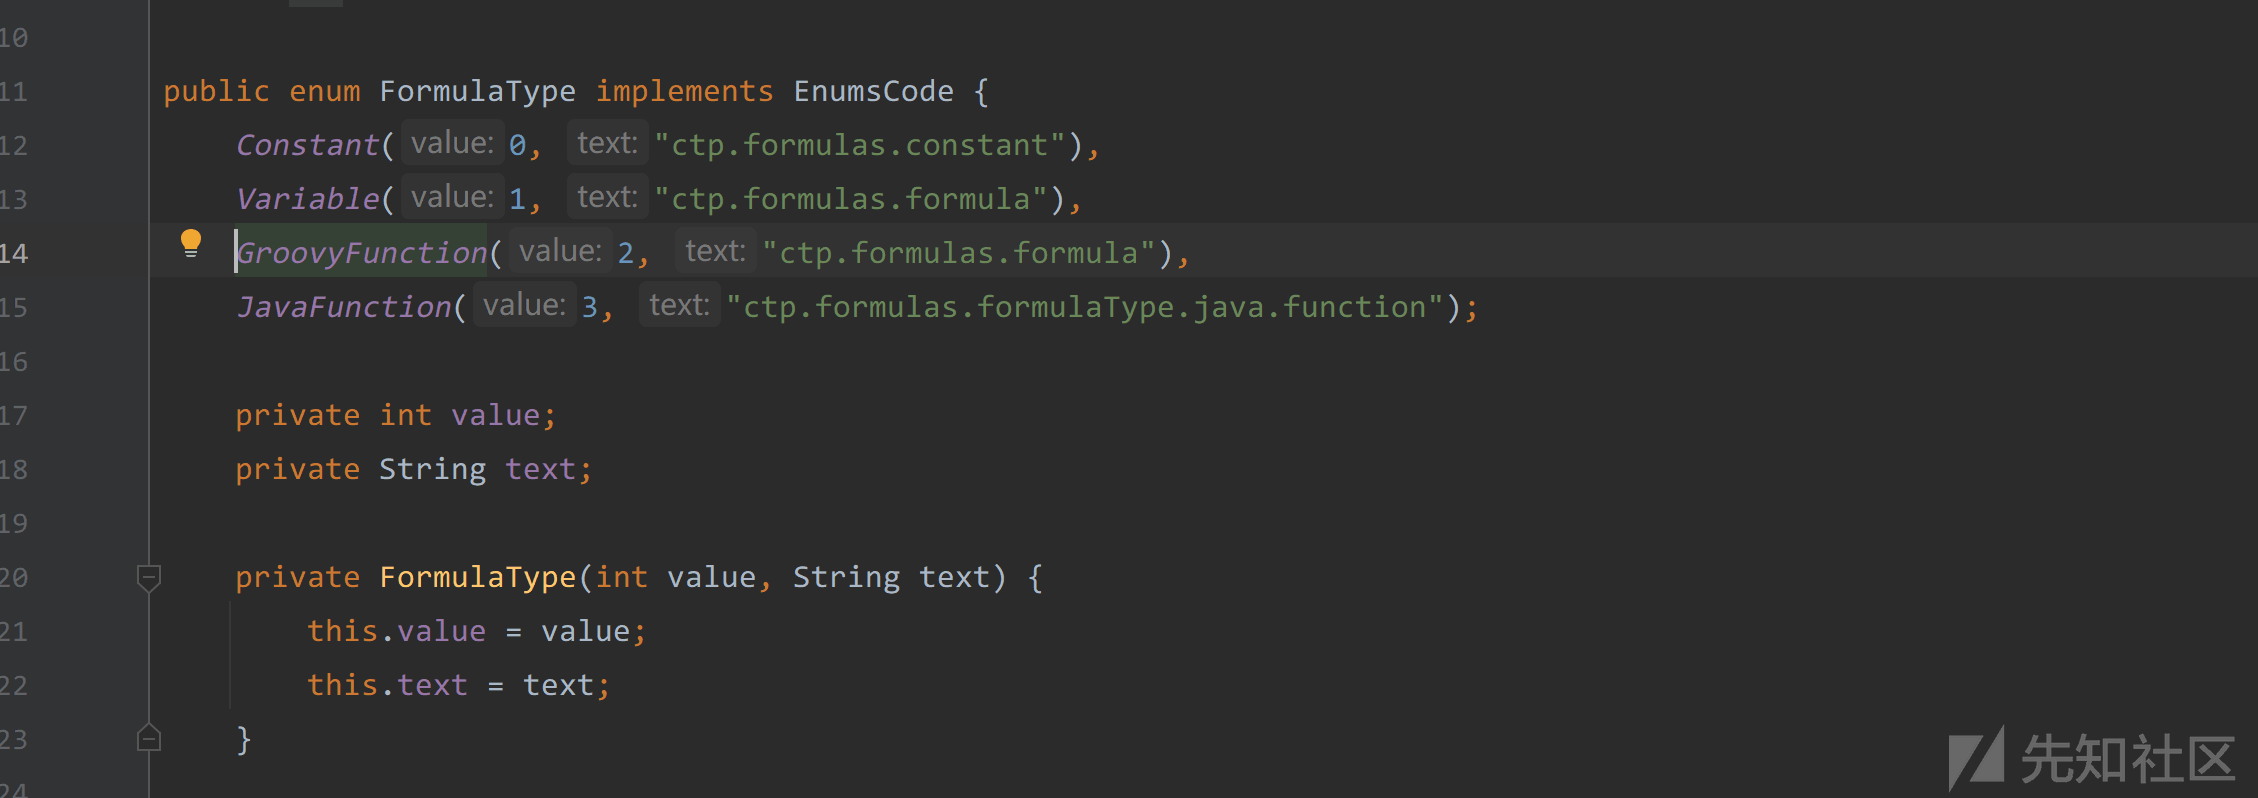 10
11 public enum FormulaType implements EnumsCode {
12 Constant( value: 0, text: "ctp.formulas.constant"),
13 Variable( value: 1, text: "ctp.formulas.formula"),
14 GroovyFunction( value: 2, text: "ctp.formulas.formula"),
15 JavaFunction( value: 3, text: "ctp.formulas.formulaType.java.function");
16
17 private int value;
18 private String text;
19
20 private FormulaType(int value, String text) {
21 this.value = value;
22 this.text = text;
23 }
24
先知社区